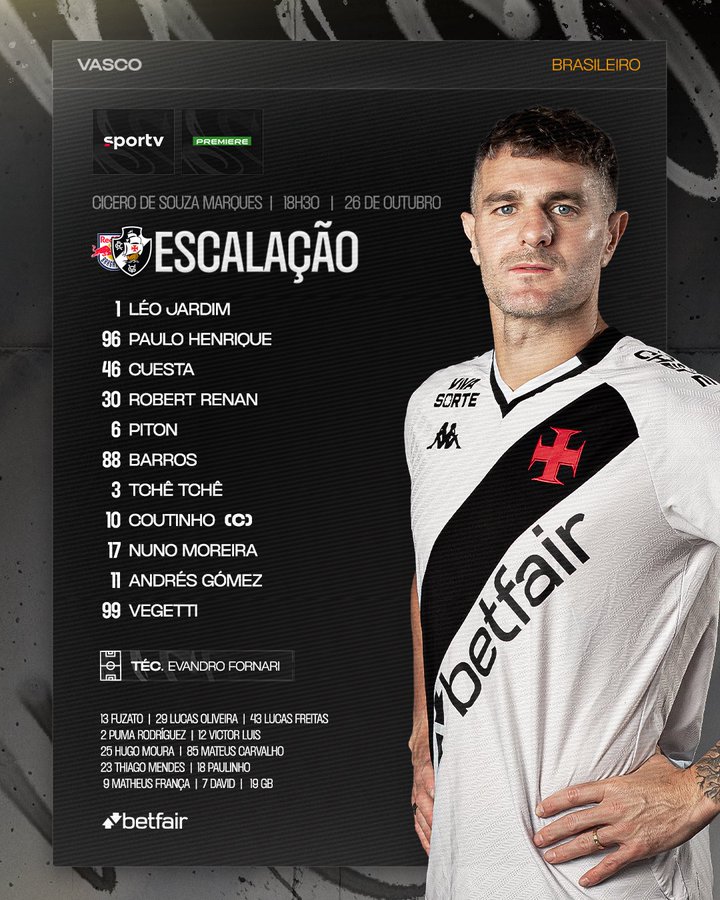 VASCO
BRASILEIRO
sportv
PREMIERE
CICERO DE SOUZA MARQUES | 18H30 | 26 DE OUTUBRO
ESCALAÇÃO
1 LÉO JARDIM
96 PAULO HENRIQUE
46 CUESTA
30 ROBERT RENAN
6 PITON
88 BARROS
3 TCHÊ TCHÊ
10 COUTINHO (C)
17 NUNO MOREIRA
11 ANDRÉS GÓMEZ
99 VEGETTI
TÉC. EVANDRO FORNARI
13 FUZATO | 29 LUCAS OLIVEIRA | 43 LUCAS FREITAS
2 PUMA RODRÍGUEZ | 12 VICTOR LUIS
25 HUGO MOURA | 85 MATEUS CARVALHO
23 THIAGO MENDES | 18 PAULINHO
9 MATHEUS FRANÇA | 7 DAVID | 19 GB
betfair
VIVA
SORTE
betfair